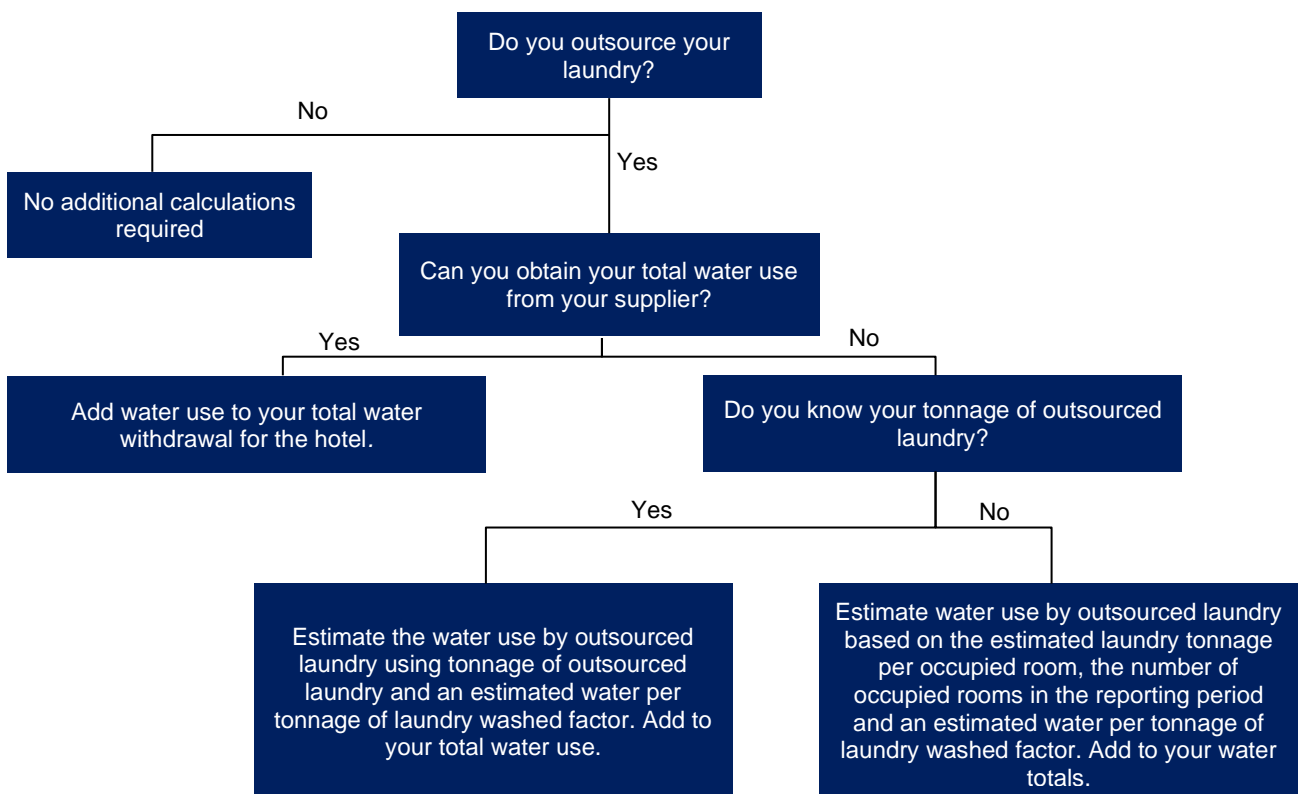 Do you outsource your
laundry?
No
Yes
No additional calculations
required
Can you obtain your total water use
from your supplier?
Yes
No
Add water use to your total water
withdrawal for the hotel.
Do you know your tonnage of outsourced
laundry?
Yes
No
Estimate the water use by outsourced
laundry using tonnage of outsourced
laundry and an estimated water per
tonnage of laundry washed factor. Add to
your total water use.
Estimate water use by outsourced laundry
based on the estimated laundry tonnage
per occupied room, the number of
occupied rooms in the reporting period
and an estimated water per tonnage of
laundry washed factor. Add to your water
totals.